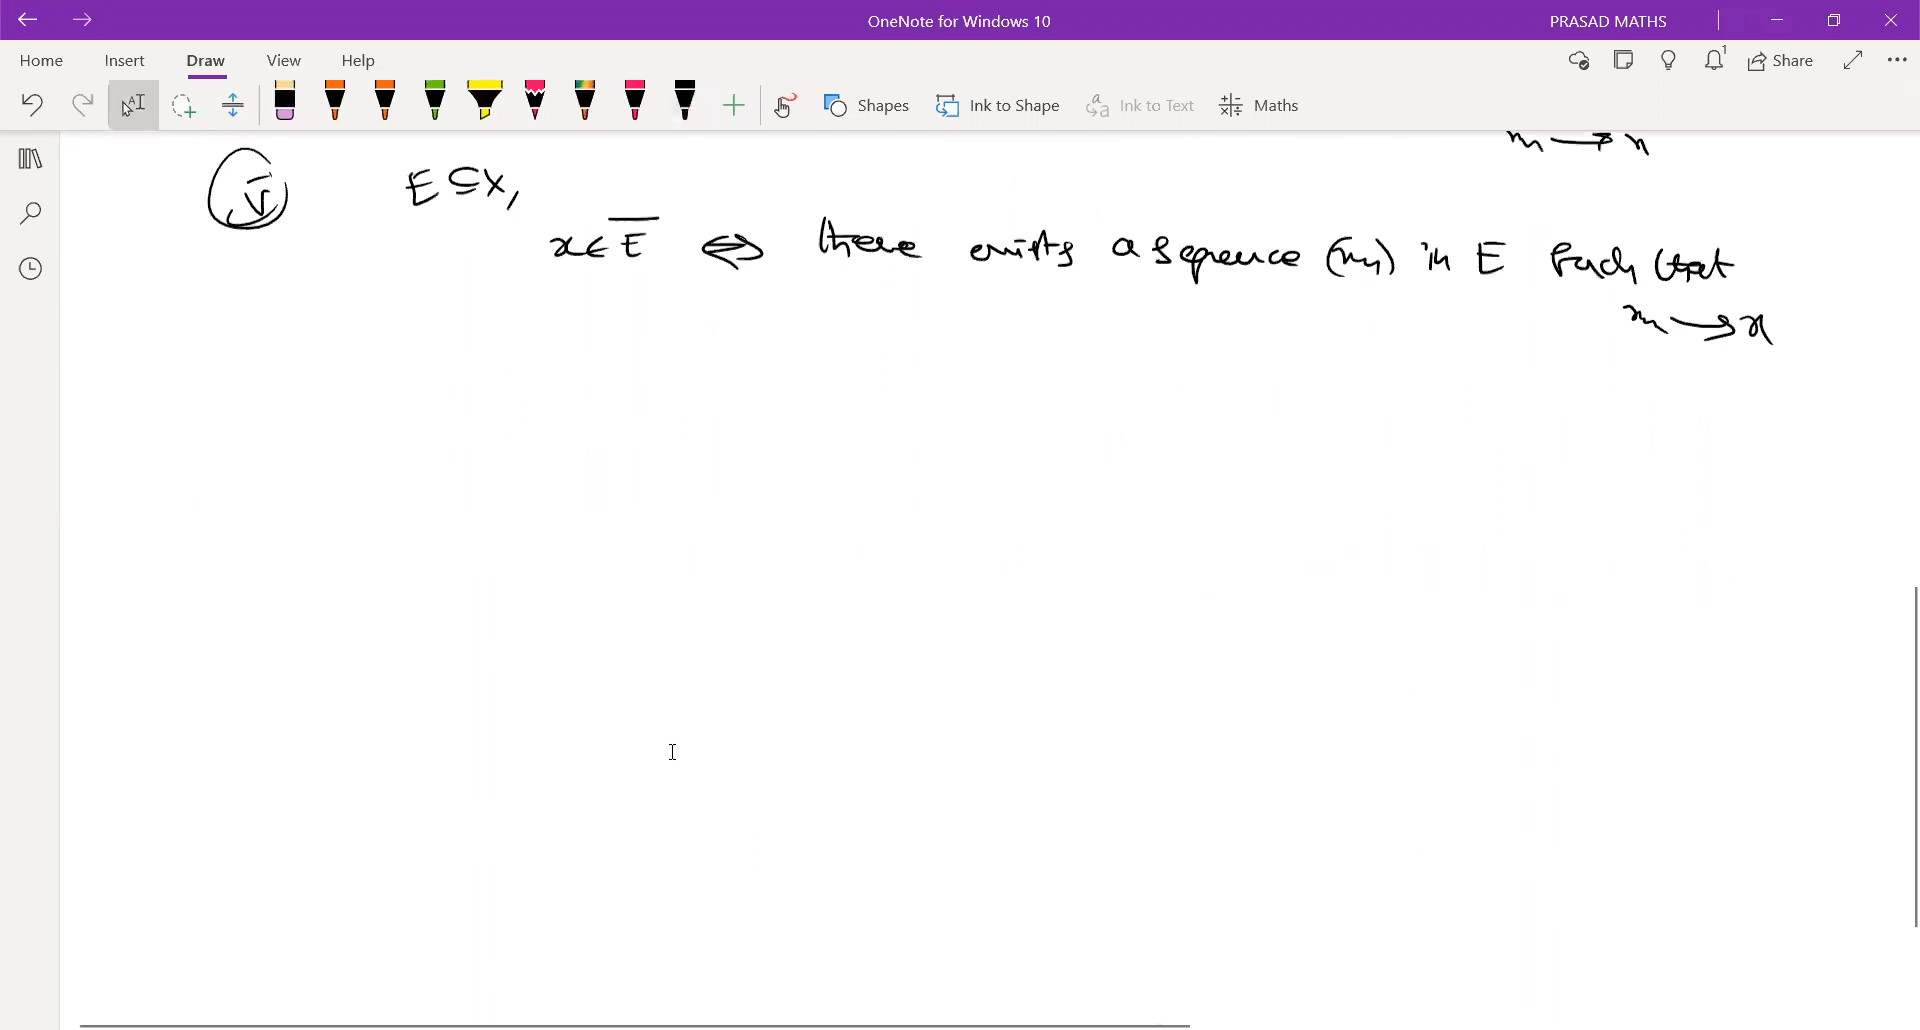 OneNote for Windows 10
PRASAD MATHS
Home Insert Draw View Help
1
Share
Shapes Ink to Shape Ink to Text Maths
xn → x
v
E ⊆ X,
x ∈ E̅ ⇔ there exists a sequence (xn) in E such that
xn → x